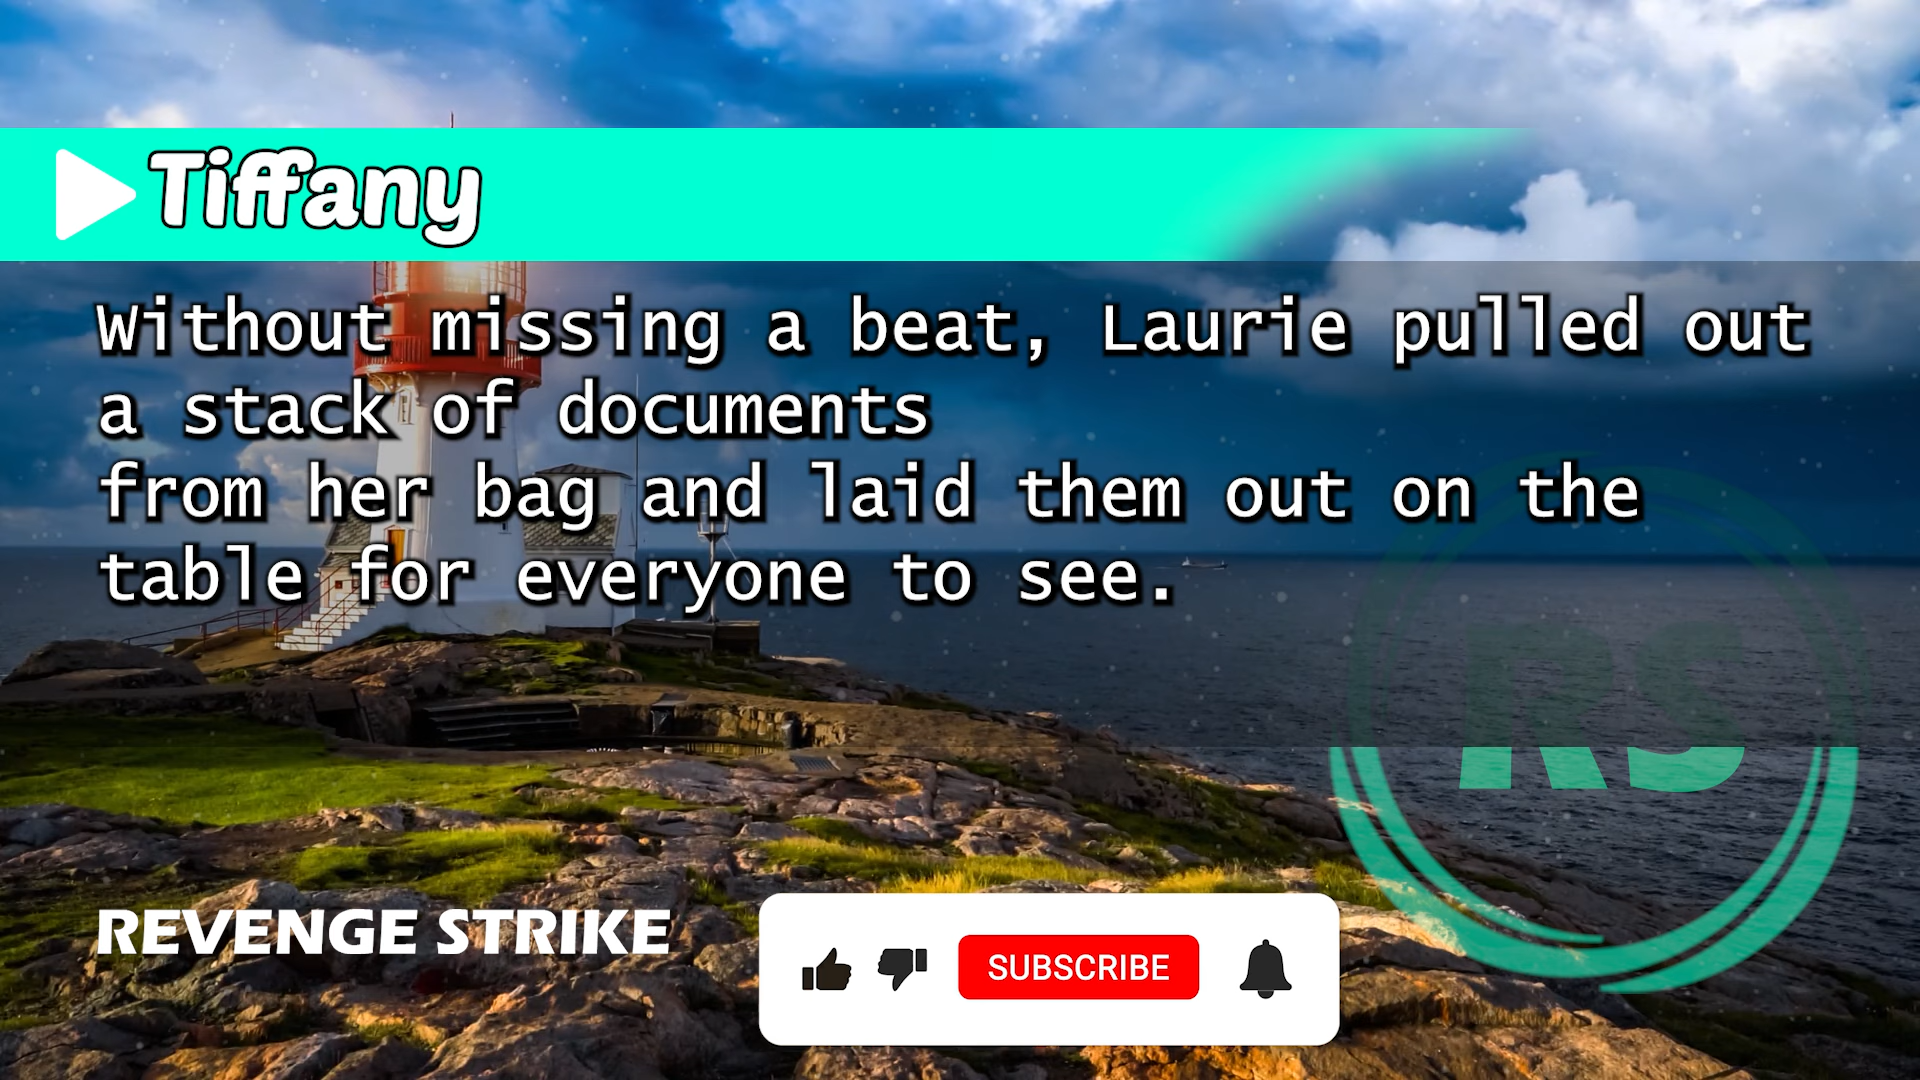 Tiffany
Without missing a beat, Laurie pulled out
a stack of documents
from her bag and laid them out on the
table for everyone to see.
RS
REVENGE STRIKE
SUBSCRIBE